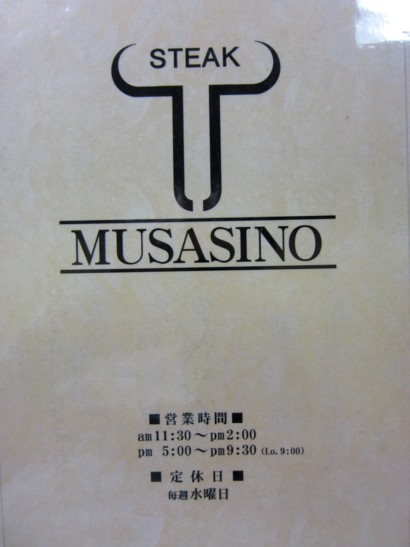 STEAK
MUSASINO
■営業時間■
am11:30～pm2:00
pm 5:00～pm9:30 (Lo. 9:00)
■ 定休日 ■
毎週水曜日